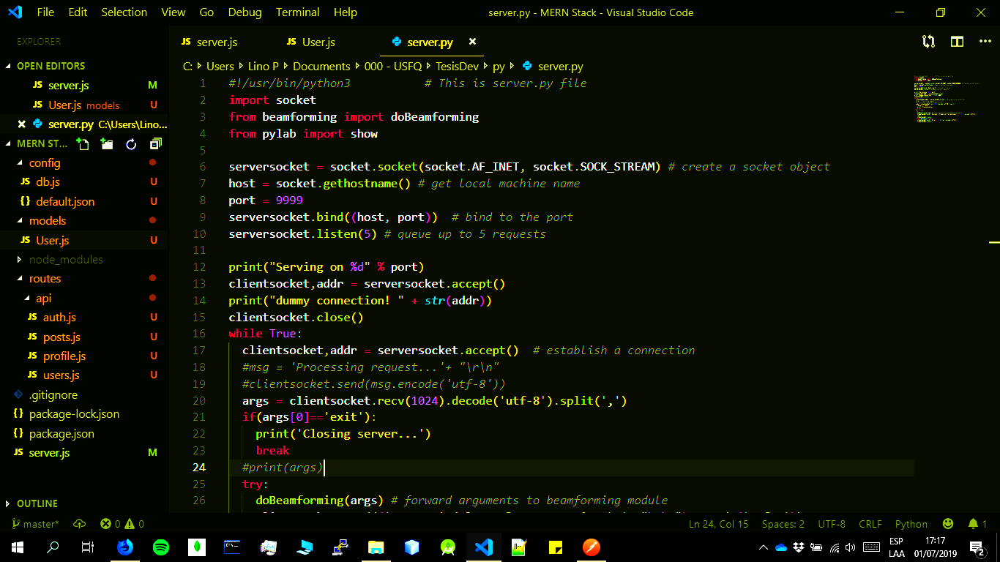 File Edit Selection View Go Debug Terminal Help server.py - MERN Stack - Visual Studio Code
EXPLORER
OPEN EDITORS
JS server.js M
JS User.js models U
server.py C:\Users\Lino...
MERN ST...
config
JS db.js U
{} default.json U
models
JS User.js U
node_modules
routes
api
JS auth.js U
JS posts.js U
JS profile.js U
JS users.js U
.gitignore
{} package-lock.json
{} package.json
JS server.js M
OUTLINE
JS server.js JS User.js server.py
C: Users Lino P Documents 000 - USFQ TesisDev py server.py
1 #!/usr/bin/python3 # This is server.py file
2 import socket
3 from beamforming import doBeamforming
4 from pylab import show
5
6 serversocket = socket.socket(socket.AF_INET, socket.SOCK_STREAM) # create a socket object
7 host = socket.gethostname() # get local machine name
8 port = 9999
9 serversocket.bind((host, port)) # bind to the port
10 serversocket.listen(5) # queue up to 5 requests
11
12 print("Serving on %d" % port)
13 clientsocket,addr = serversocket.accept()
14 print("dummy connection! " + str(addr))
15 clientsocket.close()
16 while True:
17 clientsocket,addr = serversocket.accept() # establish a connection
18 #msg = 'Processing request...'+ "\r\n"
19 #clientsocket.send(msg.encode('utf-8'))
20 args = clientsocket.recv(1024).decode('utf-8').split(',')
21 if(args[0]=='exit'):
22 print('Closing server...')
23 break
24 #print(args)
25 try:
26 doBeamforming(args) # forward arguments to beamforming module
master* 0 0 Ln 24, Col 15 Spaces: 2 UTF-8 CRLF Python 1
ESP
LAA
17:17
01/07/2019
2